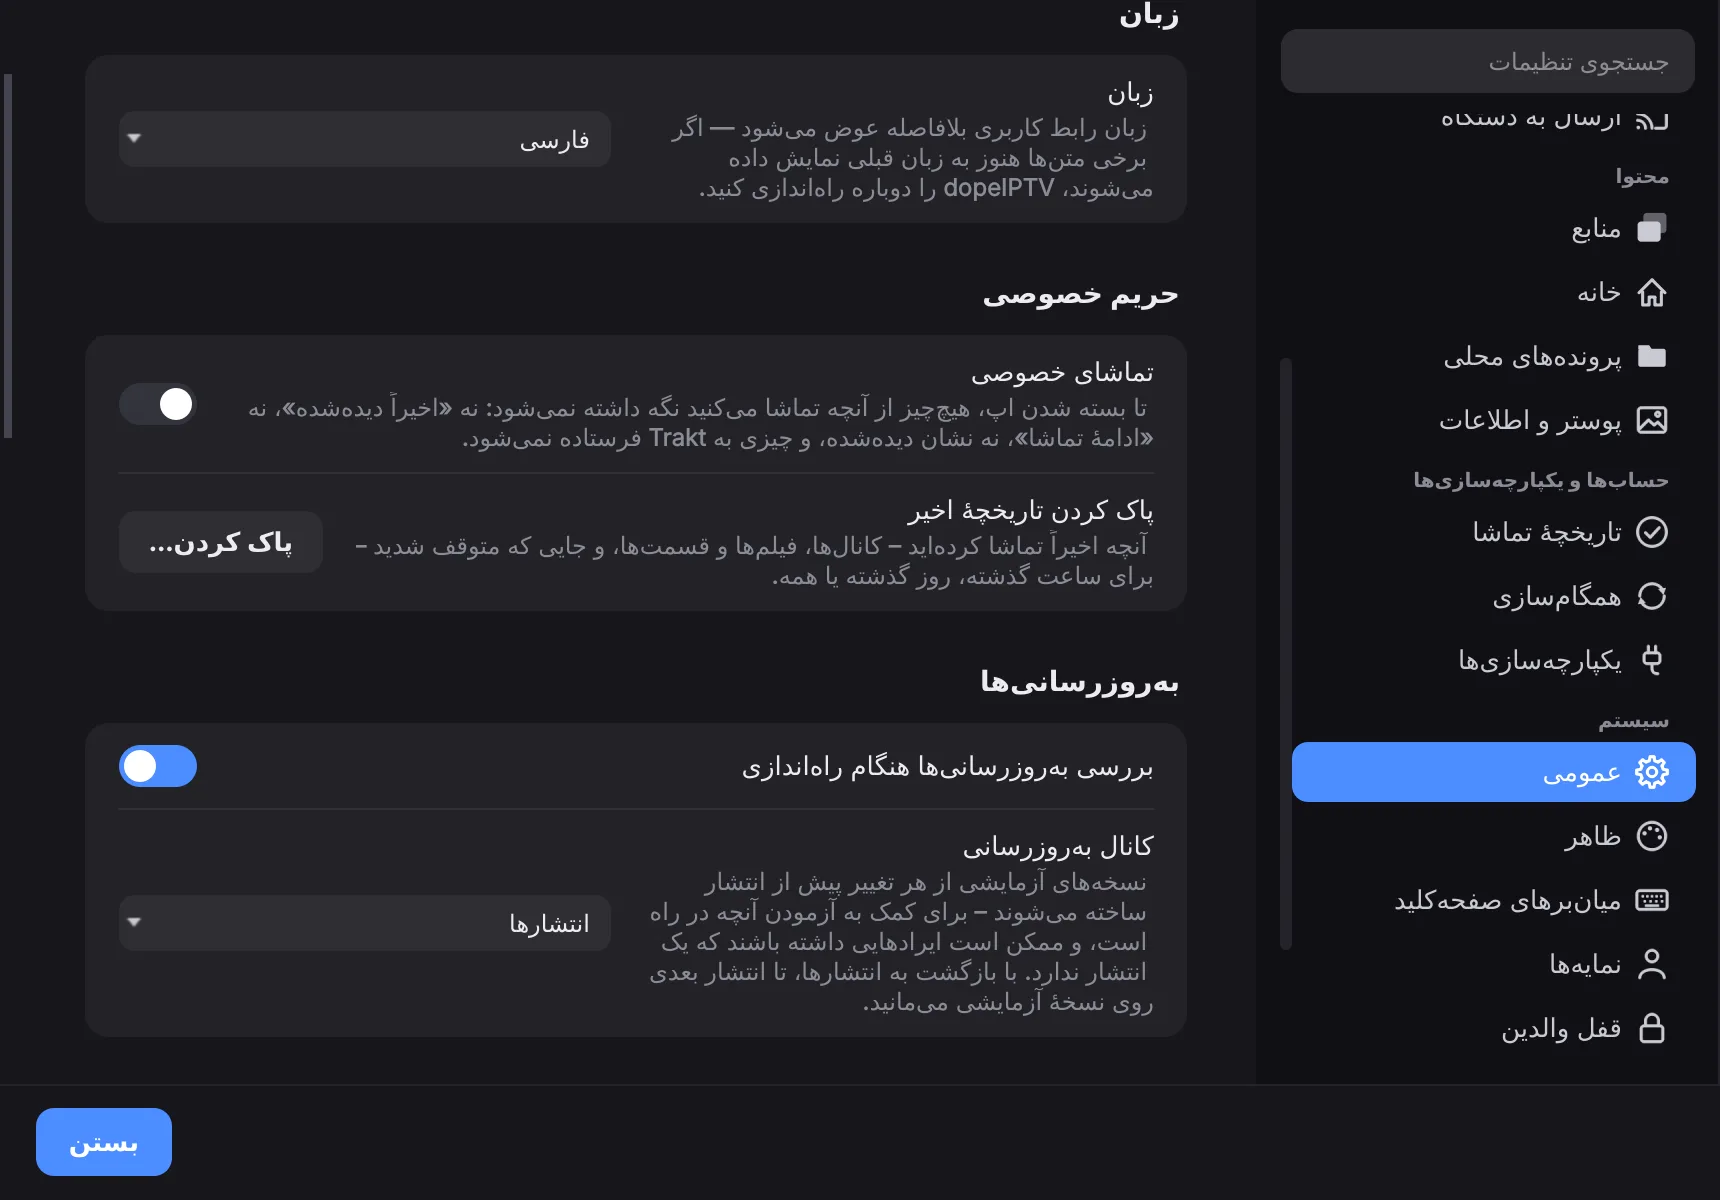 جستجوی تنظیمات
ارسال به دستگاه
محتوا
منابع
خانه
پرونده‌های محلی
پوستر و اطلاعات
حساب‌ها و یکپارچه‌سازی‌ها
تاریخچهٔ تماشا
همگام‌سازی
یکپارچه‌سازی‌ها
سیستم
عمومی
ظاهر
میان‌برهای صفحه‌کلید
نمایه‌ها
قفل والدین
زبان
زبان
زبان رابط کاربری بلافاصله عوض می‌شود — اگر
برخی متن‌ها هنوز به زبان قبلی نمایش داده
می‌شوند، dopeIPTV را دوباره راه‌اندازی کنید.
فارسی
حریم خصوصی
تماشای خصوصی
تا بسته شدن اپ، هیچ‌چیز از آنچه تماشا می‌کنید نگه داشته نمی‌شود: نه «اخیراً دیده‌شده»، نه
«ادامهٔ تماشا»، نه نشان دیده‌شده، و چیزی به Trakt فرستاده نمی‌شود.
پاک کردن تاریخچهٔ اخیر
آنچه اخیراً تماشا کرده‌اید – کانال‌ها، فیلم‌ها و قسمت‌ها، و جایی که متوقف شدید –
برای ساعت گذشته، روز گذشته یا همه.
پاک کردن...
به‌روزرسانی‌ها
بررسی به‌روزرسانی‌ها هنگام راه‌اندازی
کانال به‌روزرسانی
نسخه‌های آزمایشی از هر تغییر پیش از انتشار
ساخته می‌شوند – برای کمک به آزمودن آنچه در راه
است، و ممکن است ایرادهایی داشته باشند که یک
انتشار ندارد. با بازگشت به انتشارها، تا انتشار بعدی
روی نسخهٔ آزمایشی می‌مانید.
انتشارها
بستن